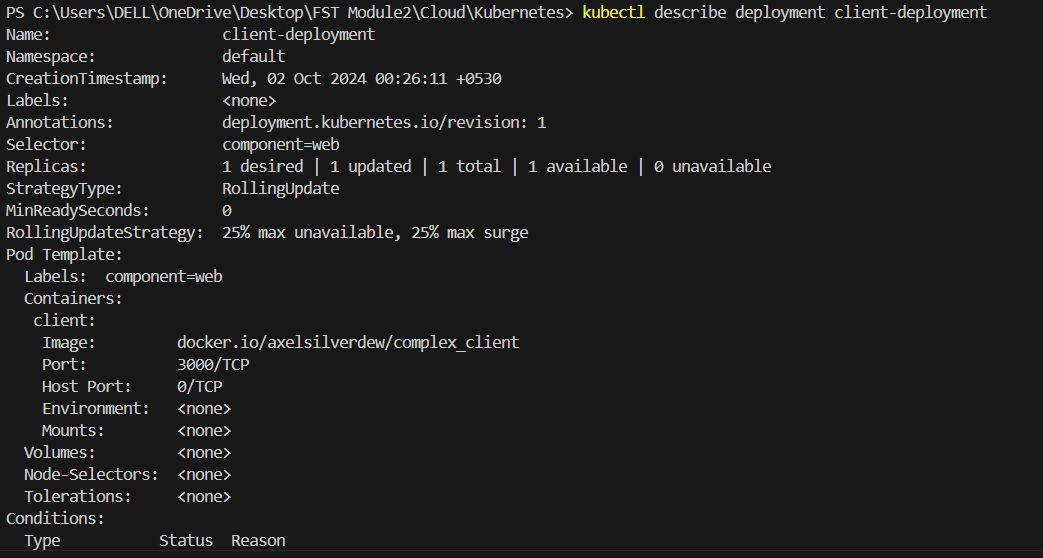 PS C:\Users\DELL\OneDrive\Desktop\FST Module2\Cloud\Kubernetes> kubectl describe deployment client-deployment
Name:                   client-deployment
Namespace:              default
CreationTimestamp:      Wed, 02 Oct 2024 00:26:11 +0530
Labels:                 <none>
Annotations:            deployment.kubernetes.io/revision: 1
Selector:               component=web
Replicas:               1 desired | 1 updated | 1 total | 1 available | 0 unavailable
StrategyType:           RollingUpdate
MinReadySeconds:        0
RollingUpdateStrategy:  25% max unavailable, 25% max surge
Pod Template:
  Labels:  component=web
  Containers:
   client:
    Image:         docker.io/axelsilverdew/complex_client
    Port:          3000/TCP
    Host Port:     0/TCP
    Environment:   <none>
    Mounts:        <none>
  Volumes:         <none>
  Node-Selectors:  <none>
  Tolerations:     <none>
Conditions:
  Type           Status  Reason